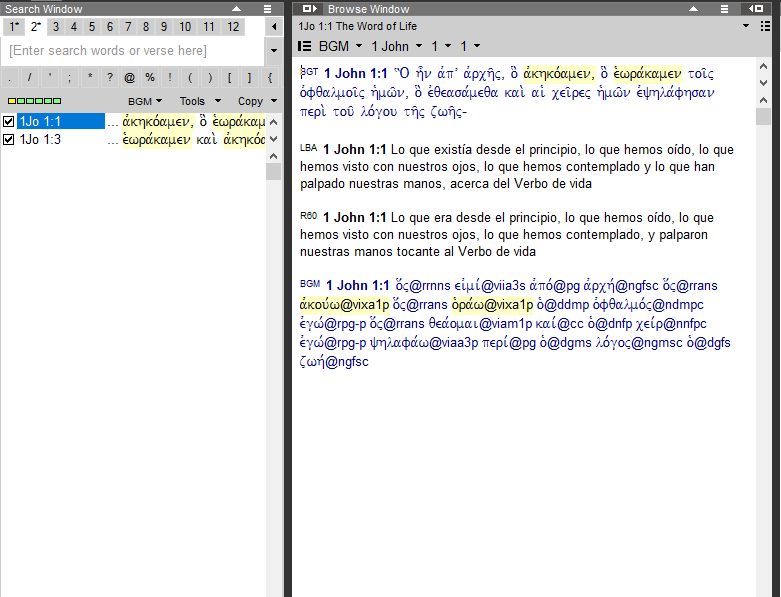 Search Window
1* 2* 3 4 5 6 7 8 9 10 11 12
[Enter search words or verse here]
. / ' ; * ? @ % ! ( ) [ ] {
BGM Tools Copy
1Jo 1:1 ... ἀκηκόαμεν, ὃ ἑωράκαμ
1Jo 1:3 ... ἑωράκαμεν καὶ ἀκηκόα
Browse Window
1Jo 1:1 The Word of Life
BGM 1 John 1 1
BGT 1 John 1:1 Ὃ ἦν ἀπ' ἀρχῆς, ὃ ἀκηκόαμεν, ὃ ἑωράκαμεν τοῖς
ὀφθαλμοῖς ἡμῶν, ὃ ἐθεασάμεθα καὶ αἱ χεῖρες ἡμῶν ἐψηλάφησαν
περὶ τοῦ λόγου τῆς ζωῆς-
LBA 1 John 1:1 Lo que existía desde el principio, lo que hemos oído, lo que
hemos visto con nuestros ojos, lo que hemos contemplado y lo que han
palpado nuestras manos, acerca del Verbo de vida
R60 1 John 1:1 Lo que era desde el principio, lo que hemos oído, lo que
hemos visto con nuestros ojos, lo que hemos contemplado, y palparon
nuestras manos tocante al Verbo de vida
BGM 1 John 1:1 ὅς@rrnns εἰμί@viia3s ἀπό@pg ἀρχή@ngfsc ὅς@rrans
ἀκούω@vixa1p ὅς@rrans ὁράω@vixa1p ὁ@ddmp ὀφθαλμός@ndmpc
ἐγώ@rpg-p ὅς@rrans θεάομαι@viam1p καί@cc ὁ@dnfp χείρ@nnfpc
ἐγώ@rpg-p ψηλαφάω@viaa3p περί@pg ὁ@dgms λόγος@ngmsc ὁ@dgfs
ζωή@ngfsc